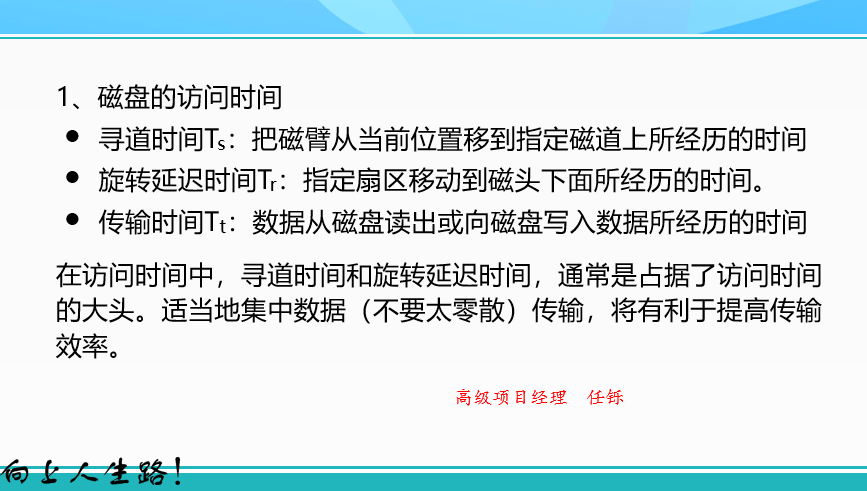 1、磁盘的访问时间
● 寻道时间Ts：把磁臂从当前位置移到指定磁道上所经历的时间
● 旋转延迟时间Tr：指定扇区移动到磁头下面所经历的时间。
● 传输时间Tt：数据从磁盘读出或向磁盘写入数据所经历的时间
在访问时间中，寻道时间和旋转延迟时间，通常是占据了访问时间
的大头。适当地集中数据（不要太零散）传输，将有利于提高传输
效率。
高级项目经理 任铄
向上人生路！